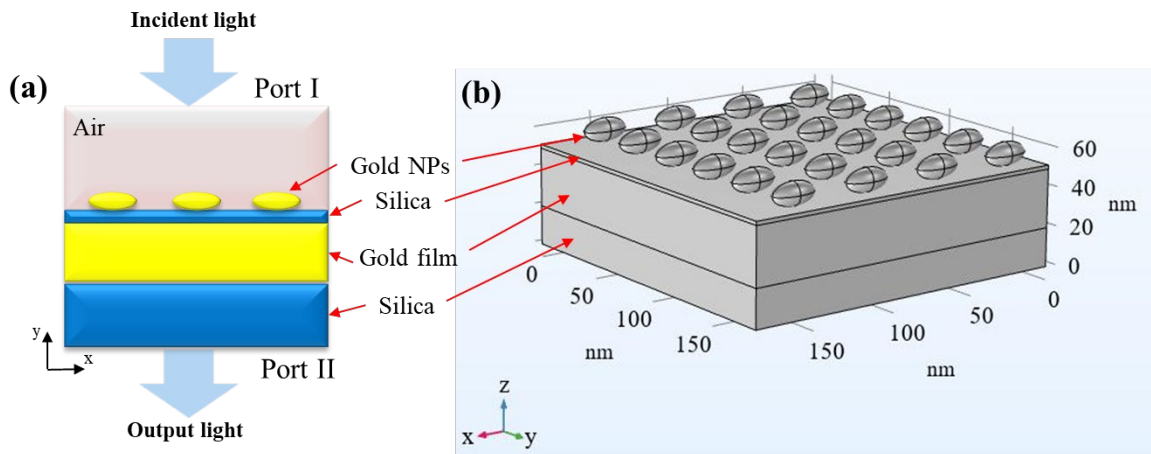 Incident light
(a)
Port I
Air
Gold NPs
Silica
Gold film
Silica
y
x
Port II
Output light
(b)
60
40
nm
20
0
0
50
100
nm
150
0
50
100
nm
150
z
x
y